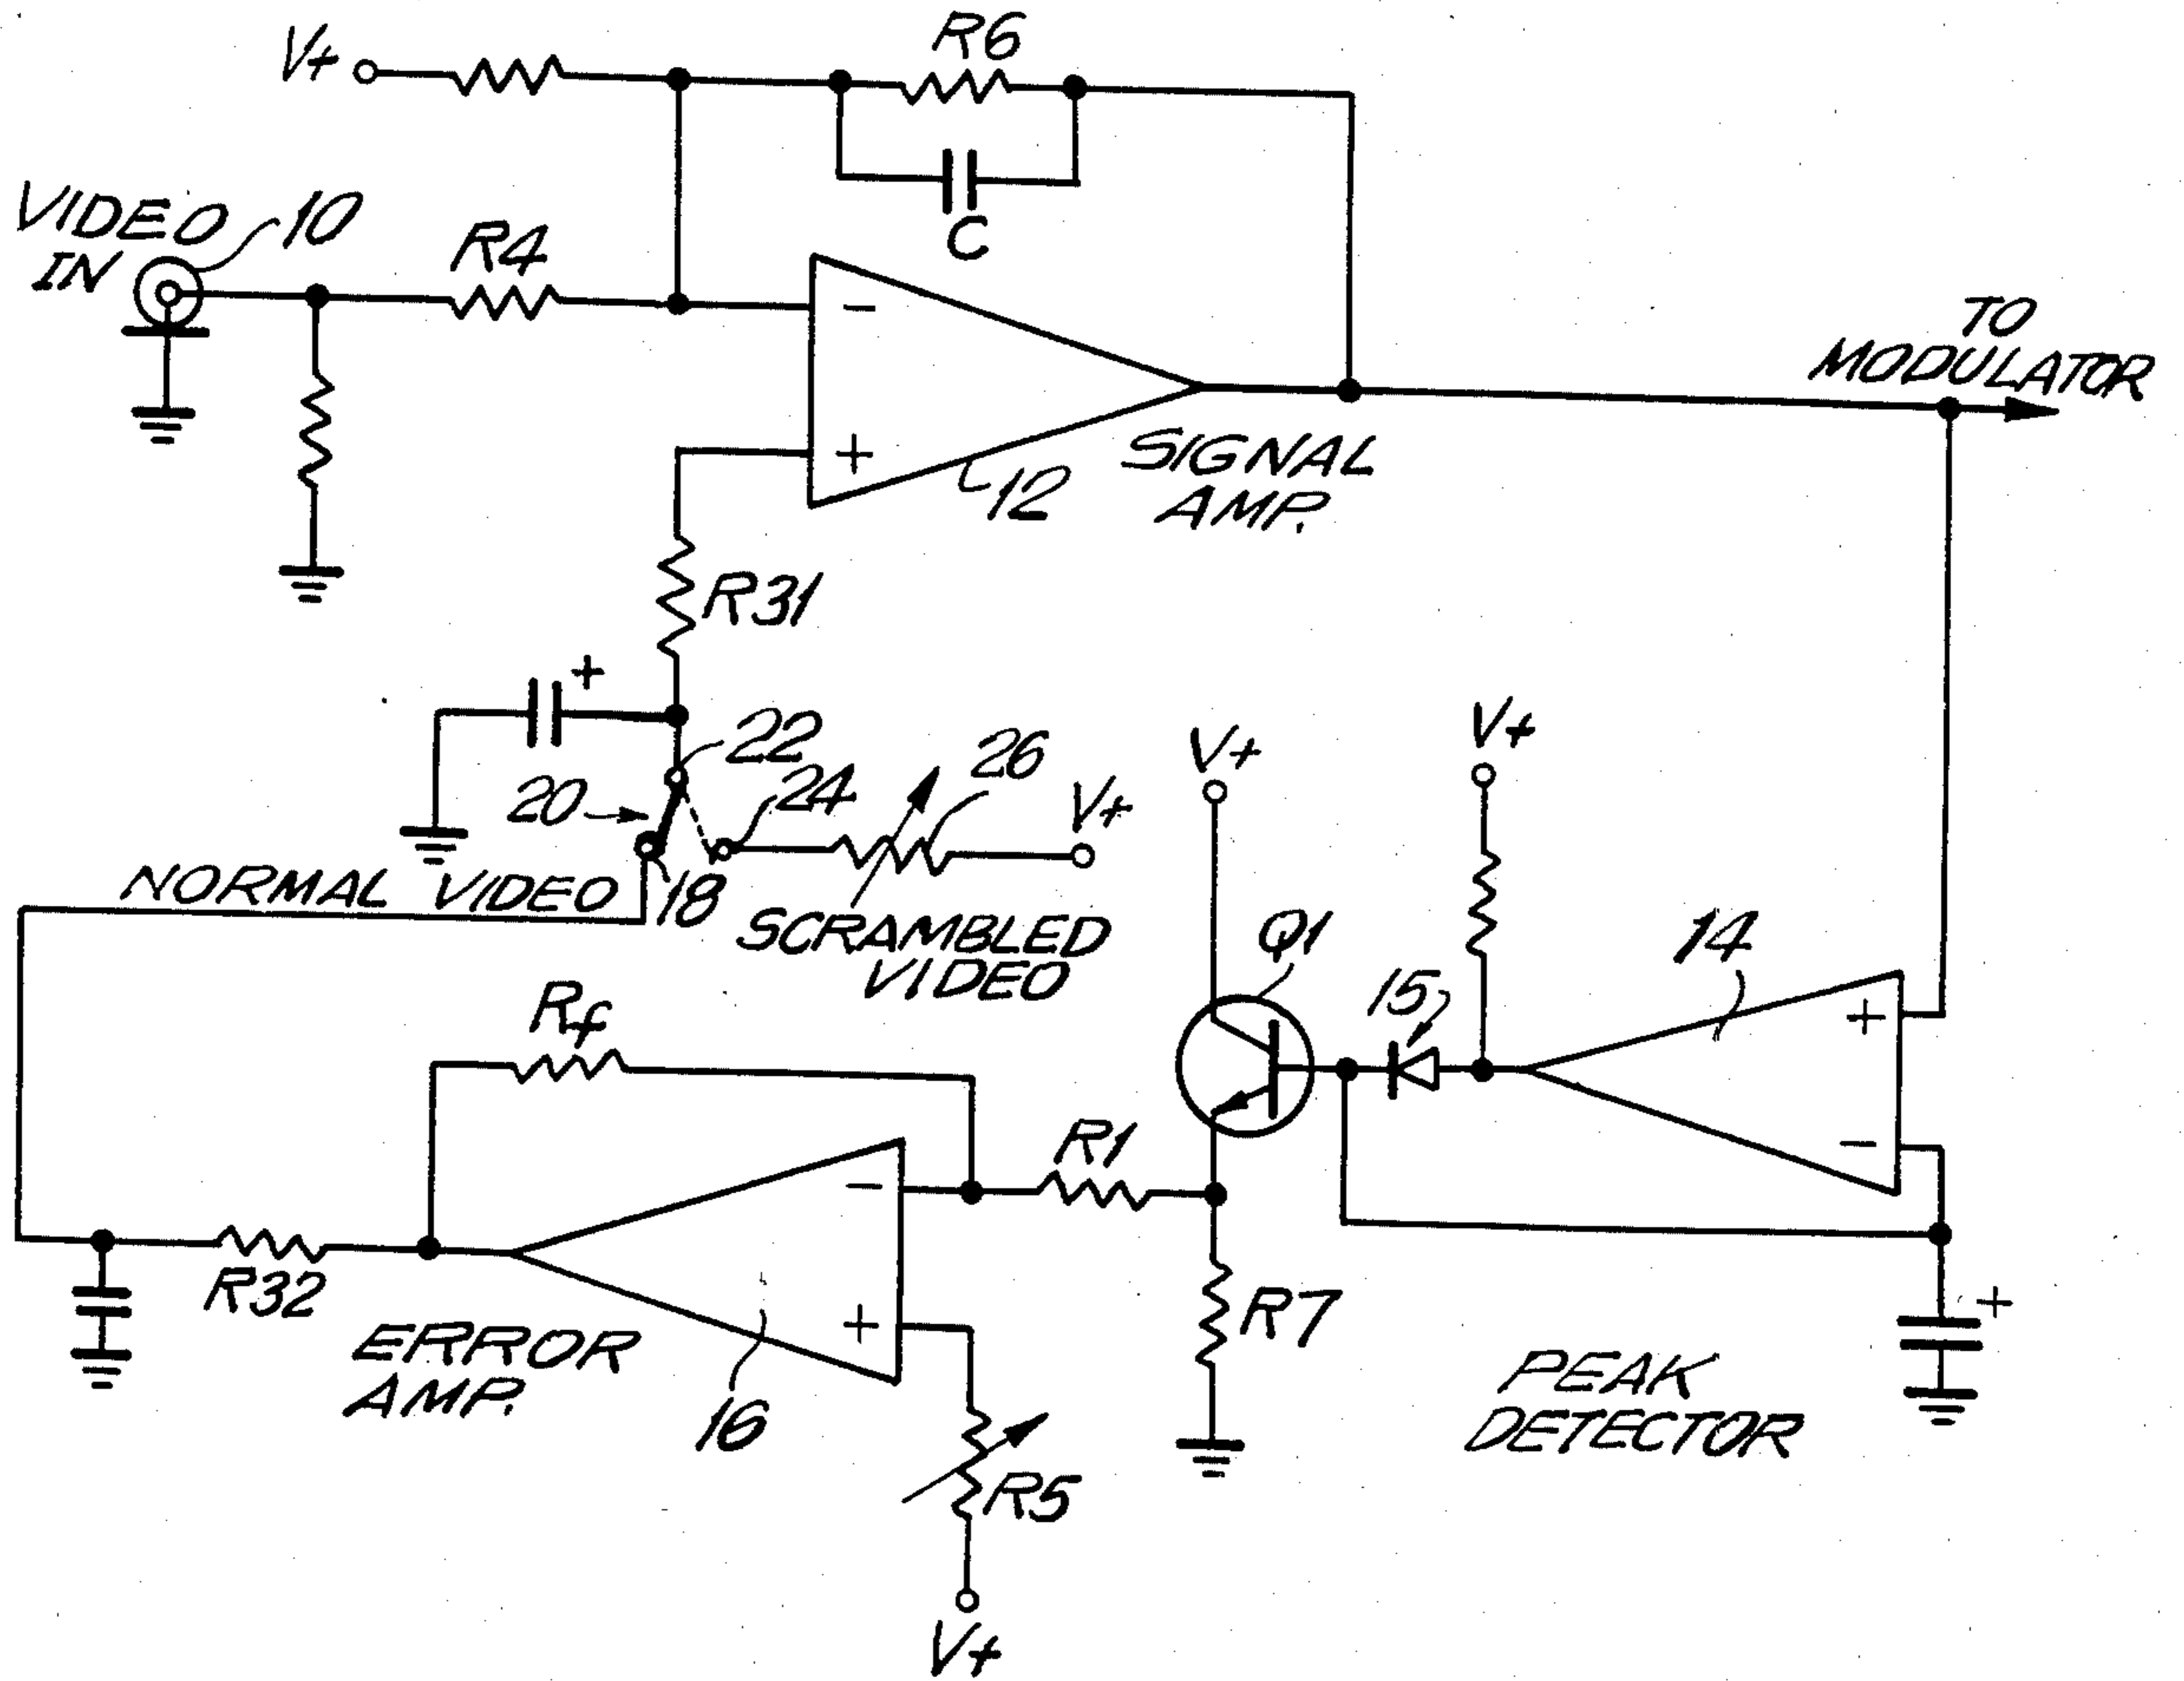 V+
R6
C
VIDEO
IN
10
R4
−
+
12
SIGNAL
AMP.
TO
MODULATOR
R31
+
22
20
24
26
V+
18
NORMAL VIDEO
SCRAMBLED
VIDEO
V+
V+
Q1
15
14
+
−
Rf
R1
−
+
R32
ERROR
AMP.
16
R7
R5
V+
+
PEAK
DETECTOR